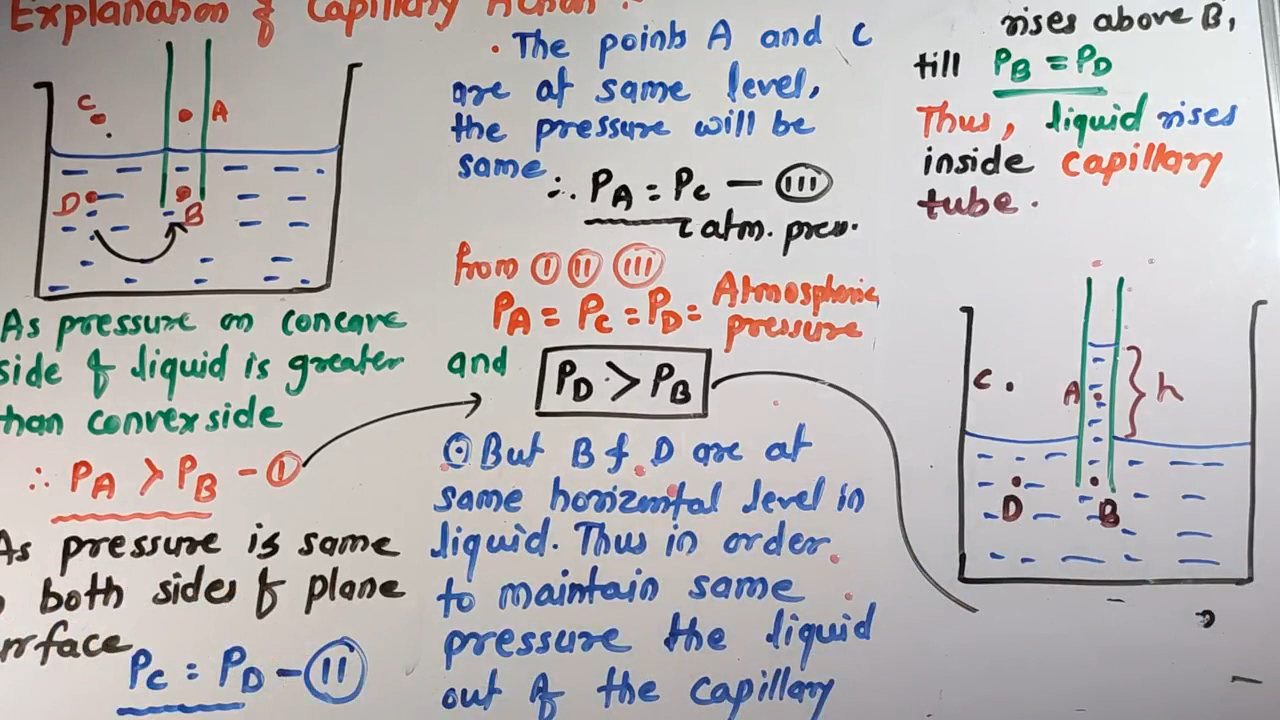 Explanation of Capillary Action :
C
A
D
B
As pressure on concave
side of liquid is greater
than convex side
∴ PA > PB - (I)
As pressure is same
both sides of plane
surface
PC = PD - (II)
. The points A and C
are at same level,
the pressure will be
same
∴ PA = PC - (III)
atm. press.
from (I) (II) (III)
PA = PC = PD = Atmospheric
pressure
and PD > PB
⊙ But B & D are at
same horizontal level in
liquid. Thus in order
to maintain same
pressure the liquid
out of the capillary
rises above B,
till PB = PD
Thus, liquid rises
inside capillary
tube.
C
A
h
D
B